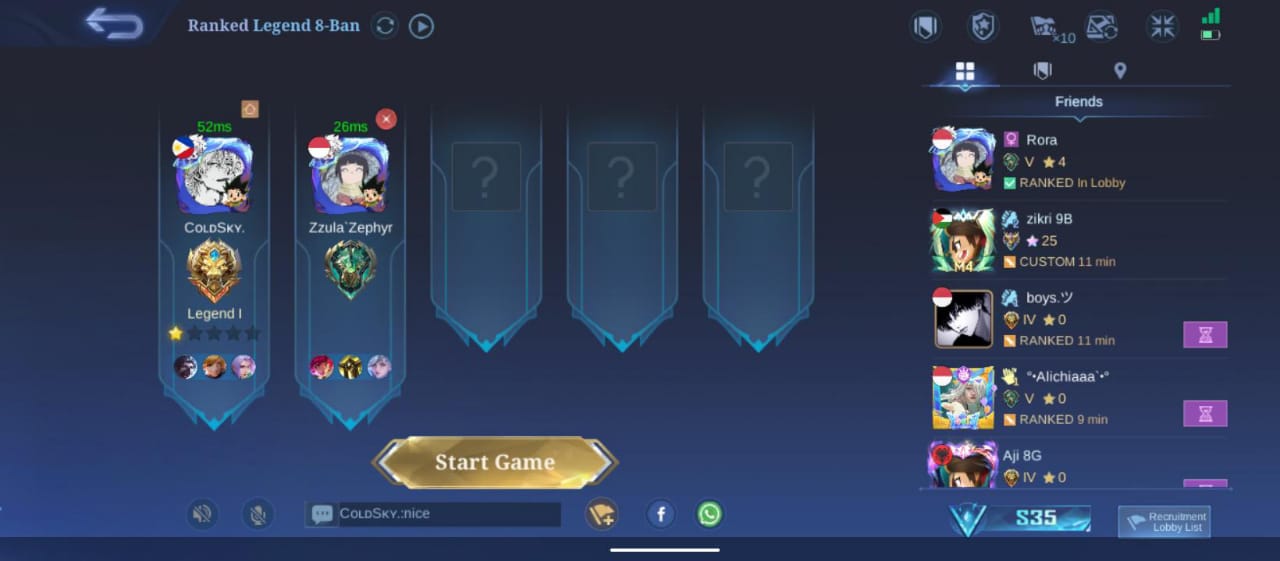 Ranked Legend 8-Ban
×10
Friends
52ms
26ms
ColdSky.
Zzula`Zephyr
Legend I
?
?
?
Rora
V ★4
RANKED In Lobby
zikri 9B
★25
CUSTOM 11 min
M4
boys.ツ
IV ★0
RANKED 11 min
°•Alichiaaa`•°
V ★0
RANKED 9 min
Aji 8G
IV ★0
Start Game
ColdSky.:nice
S35
Recruitment
Lobby List